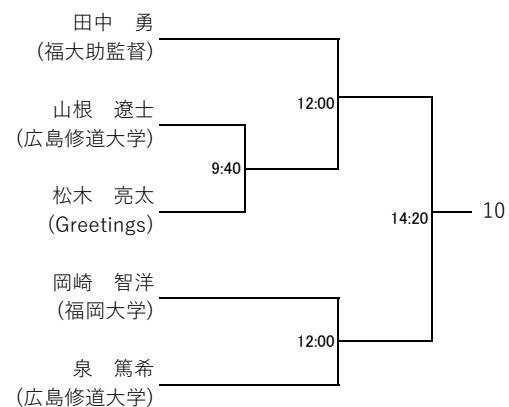 田中　勇
(福大助監督)
12:00
山根　遼士
(広島修道大学)
9:40
松木　亮太
(Greetings)
14:20
10
岡崎　智洋
(福岡大学)
12:00
泉　篤希
(広島修道大学)